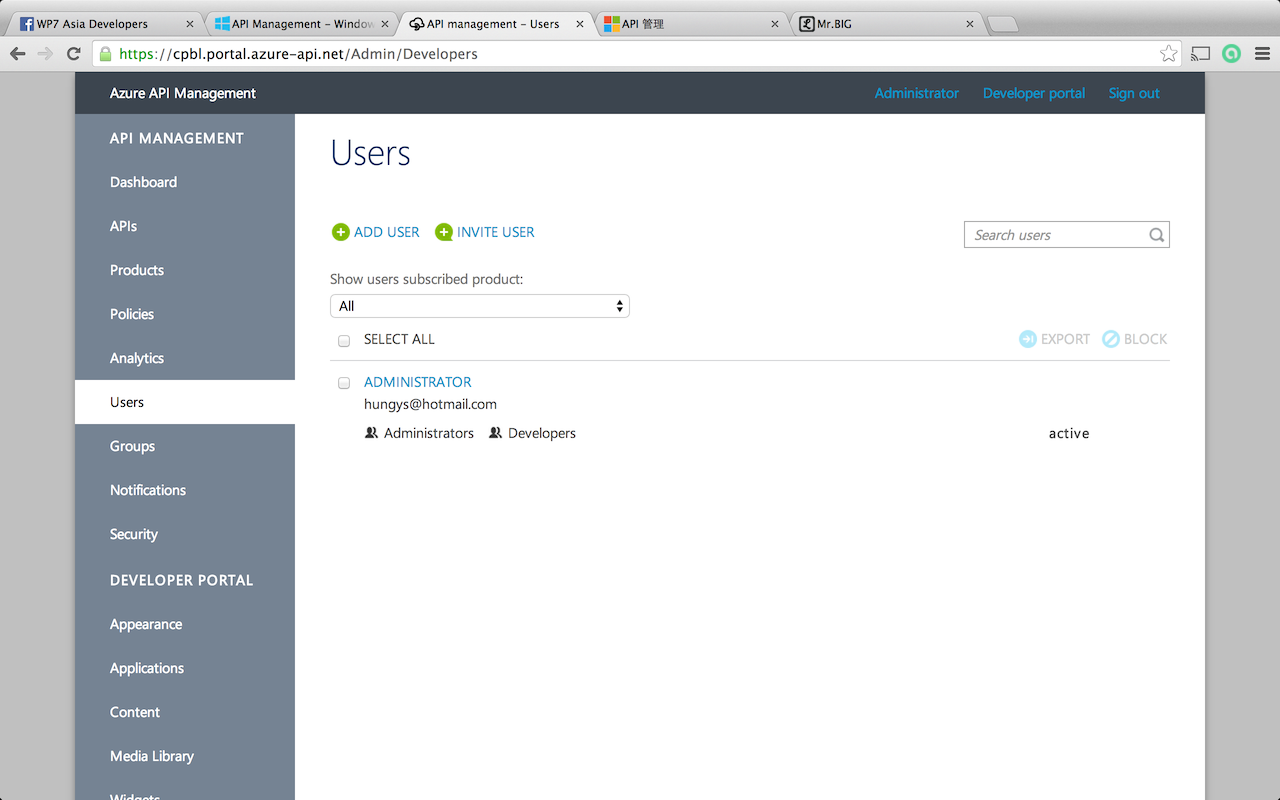 WP7 Asia Developers
API Management – Window
API management – Users
API 管理
Mr.BIG
https://cpbl.portal.azure-api.net/Admin/Developers
Azure API Management
Administrator
Developer portal
Sign out
API MANAGEMENT
Dashboard
APIs
Products
Policies
Analytics
Users
Groups
Notifications
Security
DEVELOPER PORTAL
Appearance
Applications
Content
Media Library
Widgets
Users
ADD USER
INVITE USER
Search users
Show users subscribed product:
All
SELECT ALL
EXPORT
BLOCK
ADMINISTRATOR
hungys@hotmail.com
Administrators
Developers
active